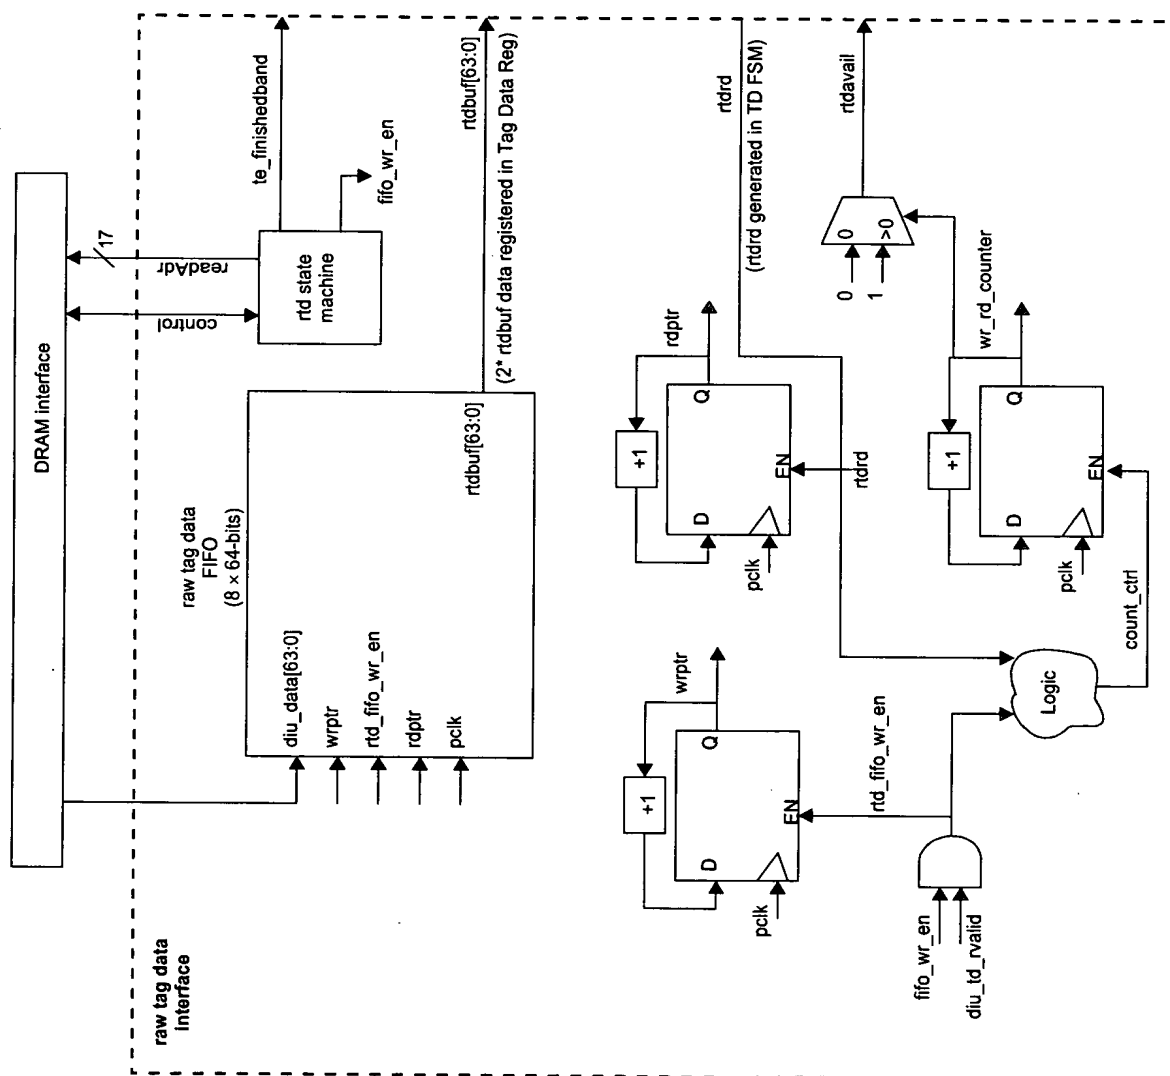 DRAM interface
raw tag data
Interface
control
readAdr
17
te_finishedband
rtd state
machine
fifo_wr_en
raw tag data
FIFO
(8 × 64-bits)
diu_data[63:0]
wrptr
rtd_fifo_wr_en
rdptr
pclk
rtdbuf[63:0]
rtdbuf[63:0]
(2* rtdbuf data registered in Tag Data Reg)
+1
wrptr
D
Q
EN
pclk
+1
rdptr
D
Q
EN
pclk
rtdrd
rtdrd
(rtdrd generated in TD FSM)
fifo_wr_en
diu_td_rvalid
rtd_fifo_wr_en
Logic
count_ctrl
+1
wr_rd_counter
D
Q
EN
pclk
0
1
0
>0
rtdavail